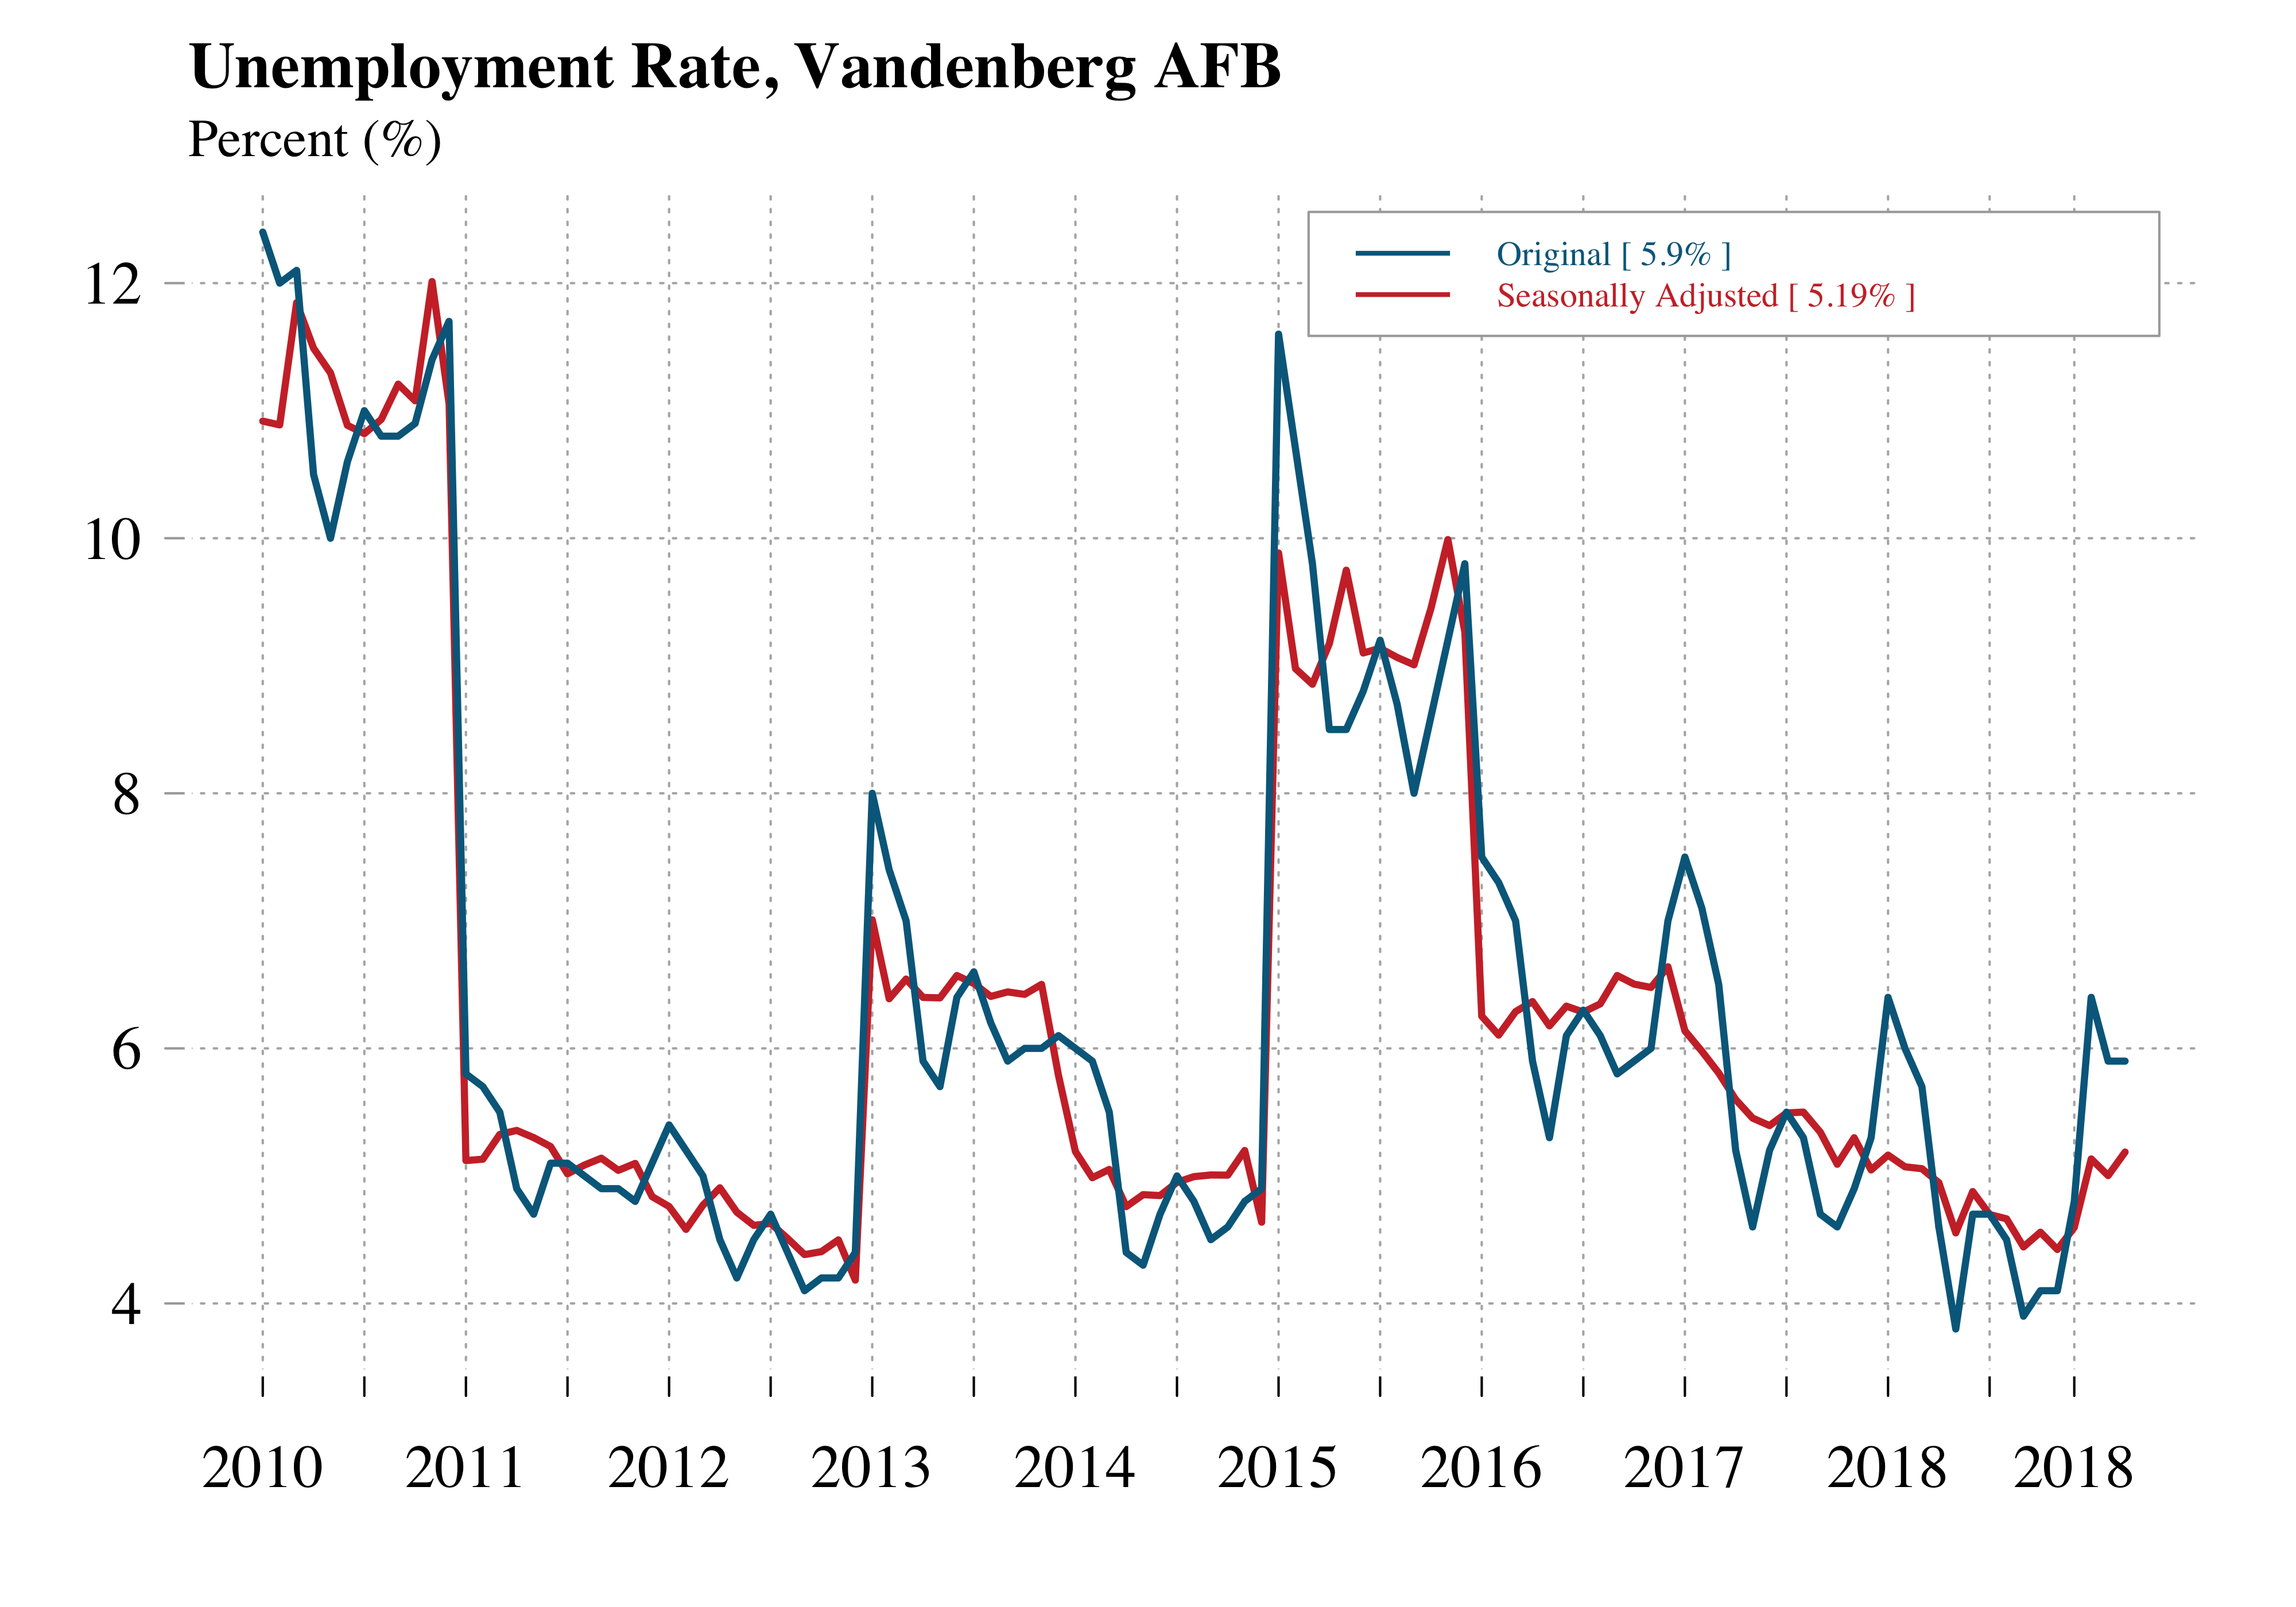 Unemployment Rate, Vandenberg AFB
Percent (%)
Original [ 5.9% ]
Seasonally Adjusted [ 5.19% ]
12
10
8
6
4
2010 2011 2012 2013 2014 2015 2016 2017 2018 2018